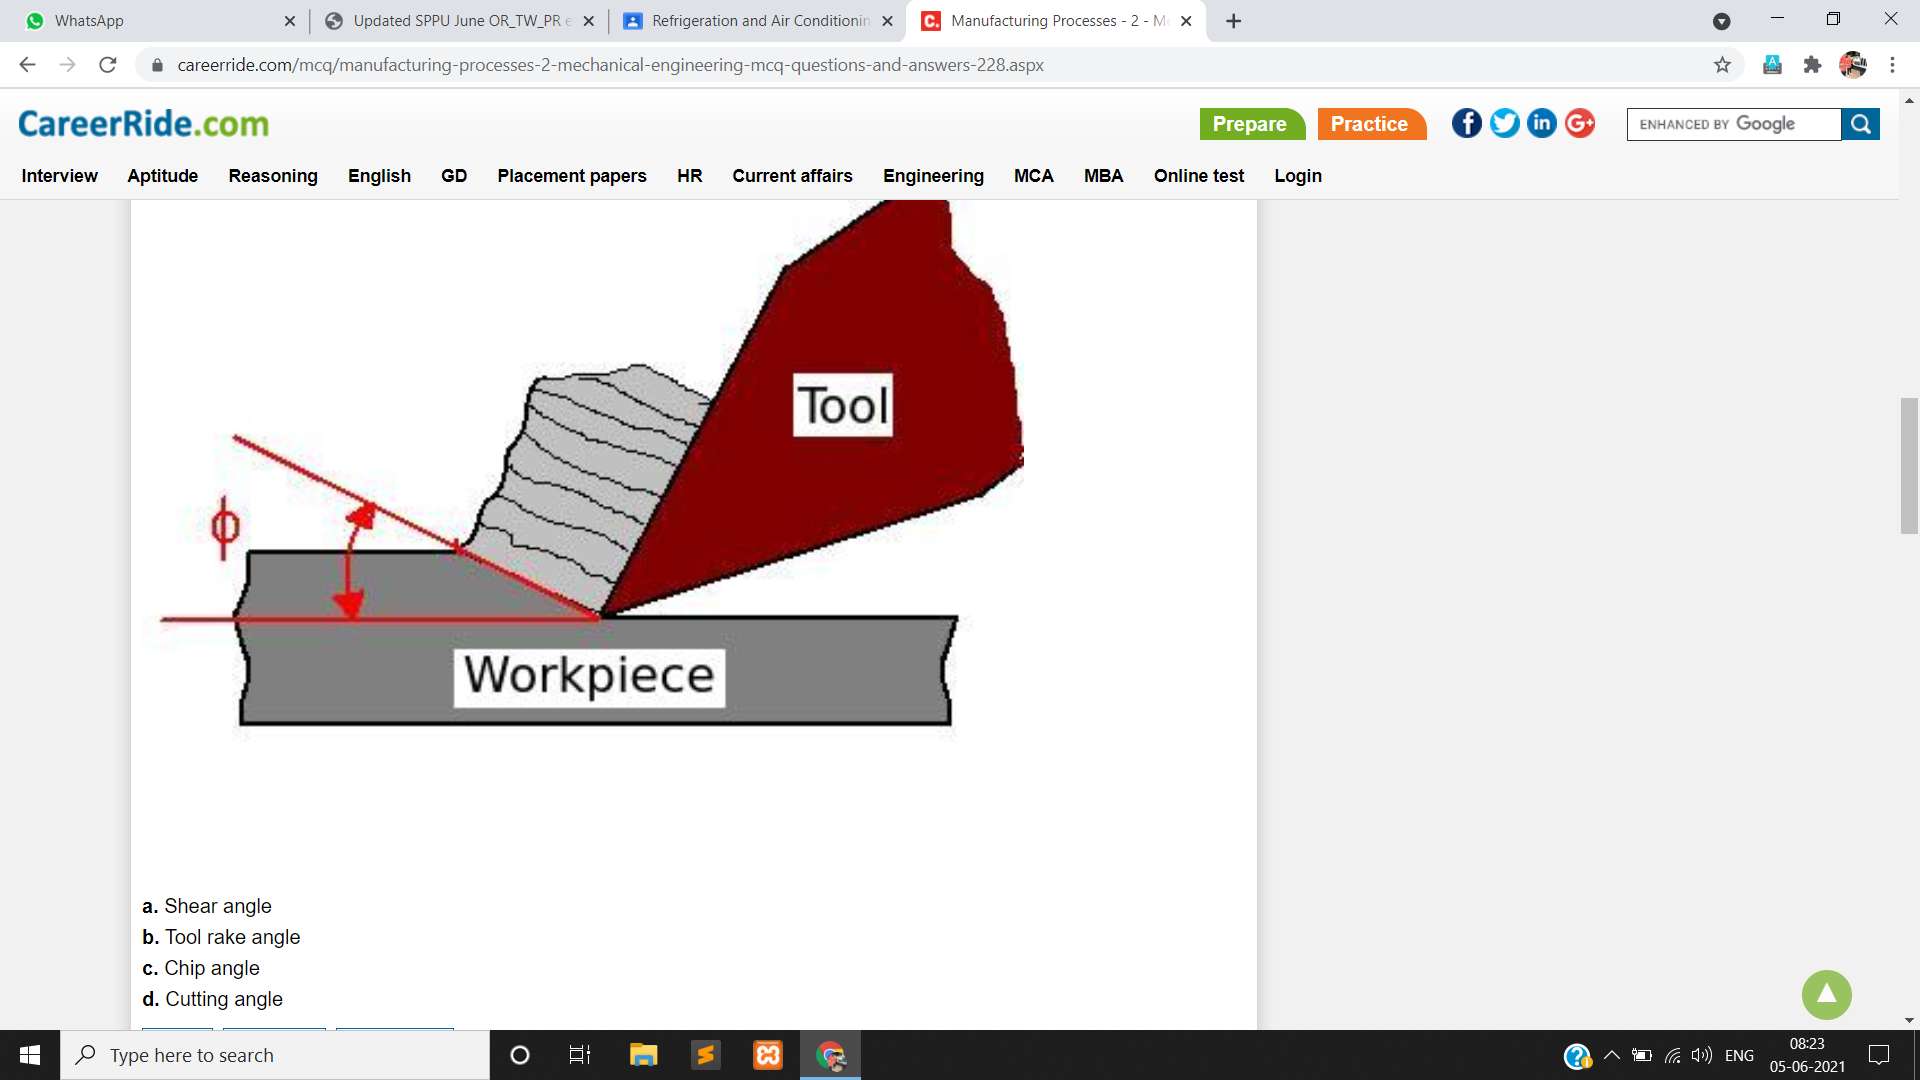 WhatsApp
Updated SPPU June OR_TW_PR e
Refrigeration and Air Conditionin
Manufacturing Processes - 2 - M
careerride.com/mcq/manufacturing-processes-2-mechanical-engineering-mcq-questions-and-answers-228.aspx
CareerRide.com
Prepare
Practice
ENHANCED BY Google
Interview Aptitude Reasoning English GD Placement papers HR Current affairs Engineering MCA MBA Online test Login
Tool
ϕ
Workpiece
a. Shear angle
b. Tool rake angle
c. Chip angle
d. Cutting angle
Type here to search
ENG
08:23
05-06-2021